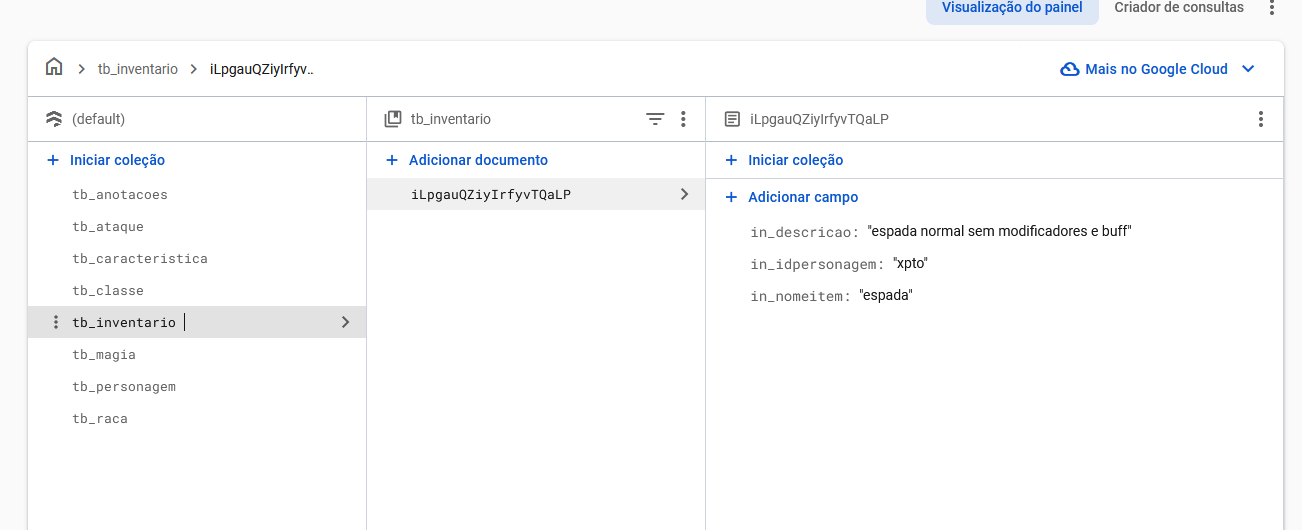 Visualização do painel Criador de consultas
tb_inventario iLpgauQZiyIrfyv.. Mais no Google Cloud
(default) tb_inventario iLpgauQZiyIrfyvTQaLP
Iniciar coleção Adicionar documento Iniciar coleção
tb_anotacoes iLpgauQZiyIrfyvTQaLP Adicionar campo
tb_ataque in_descricao: "espada normal sem modificadores e buff"
tb_caracteristica in_idpersonagem: "xpto"
tb_classe in_nomeitem: "espada"
tb_inventario
tb_magia
tb_personagem
tb_raca